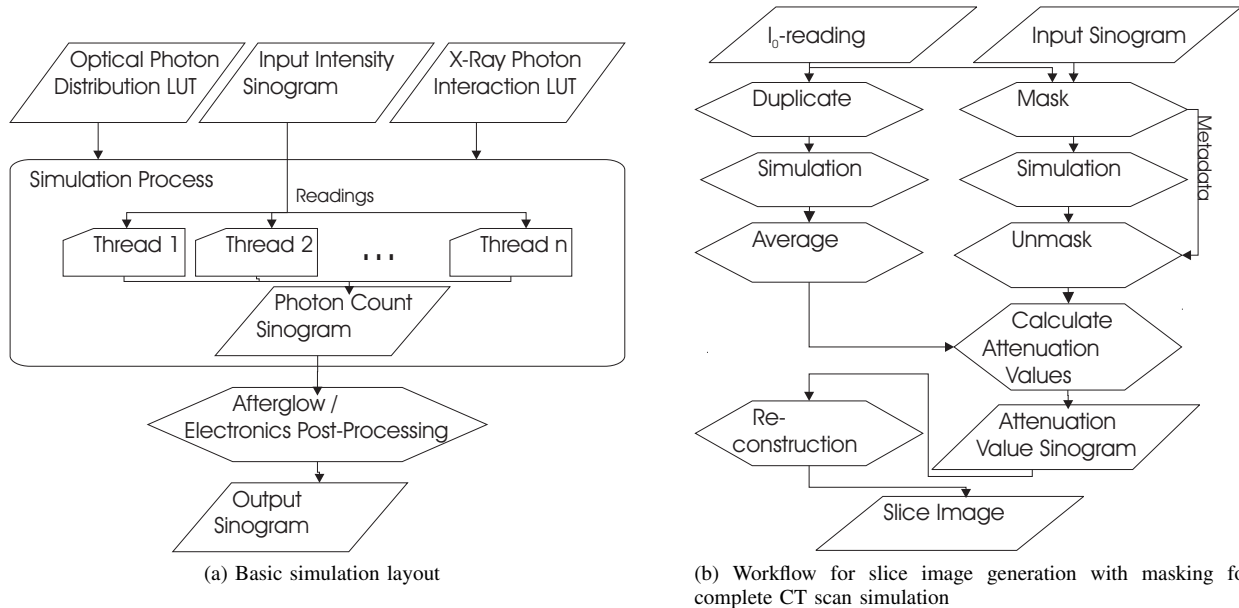 Optical Photon
Distribution LUT
Input Intensity
Sinogram
X-Ray Photon
Interaction LUT
Simulation Process
Readings
Thread 1
Thread 2
...
Thread n
Photon Count
Sinogram
Afterglow /
Electronics Post-Processing
Output
Sinogram
(a) Basic simulation layout
I₀-reading
Input Sinogram
Duplicate
Mask
Metadata
Simulation
Simulation
Average
Unmask
Calculate
Attenuation
Values
Re-
construction
Attenuation
Value Sinogram
Slice Image
(b) Workflow for slice image generation with masking fo
complete CT scan simulation